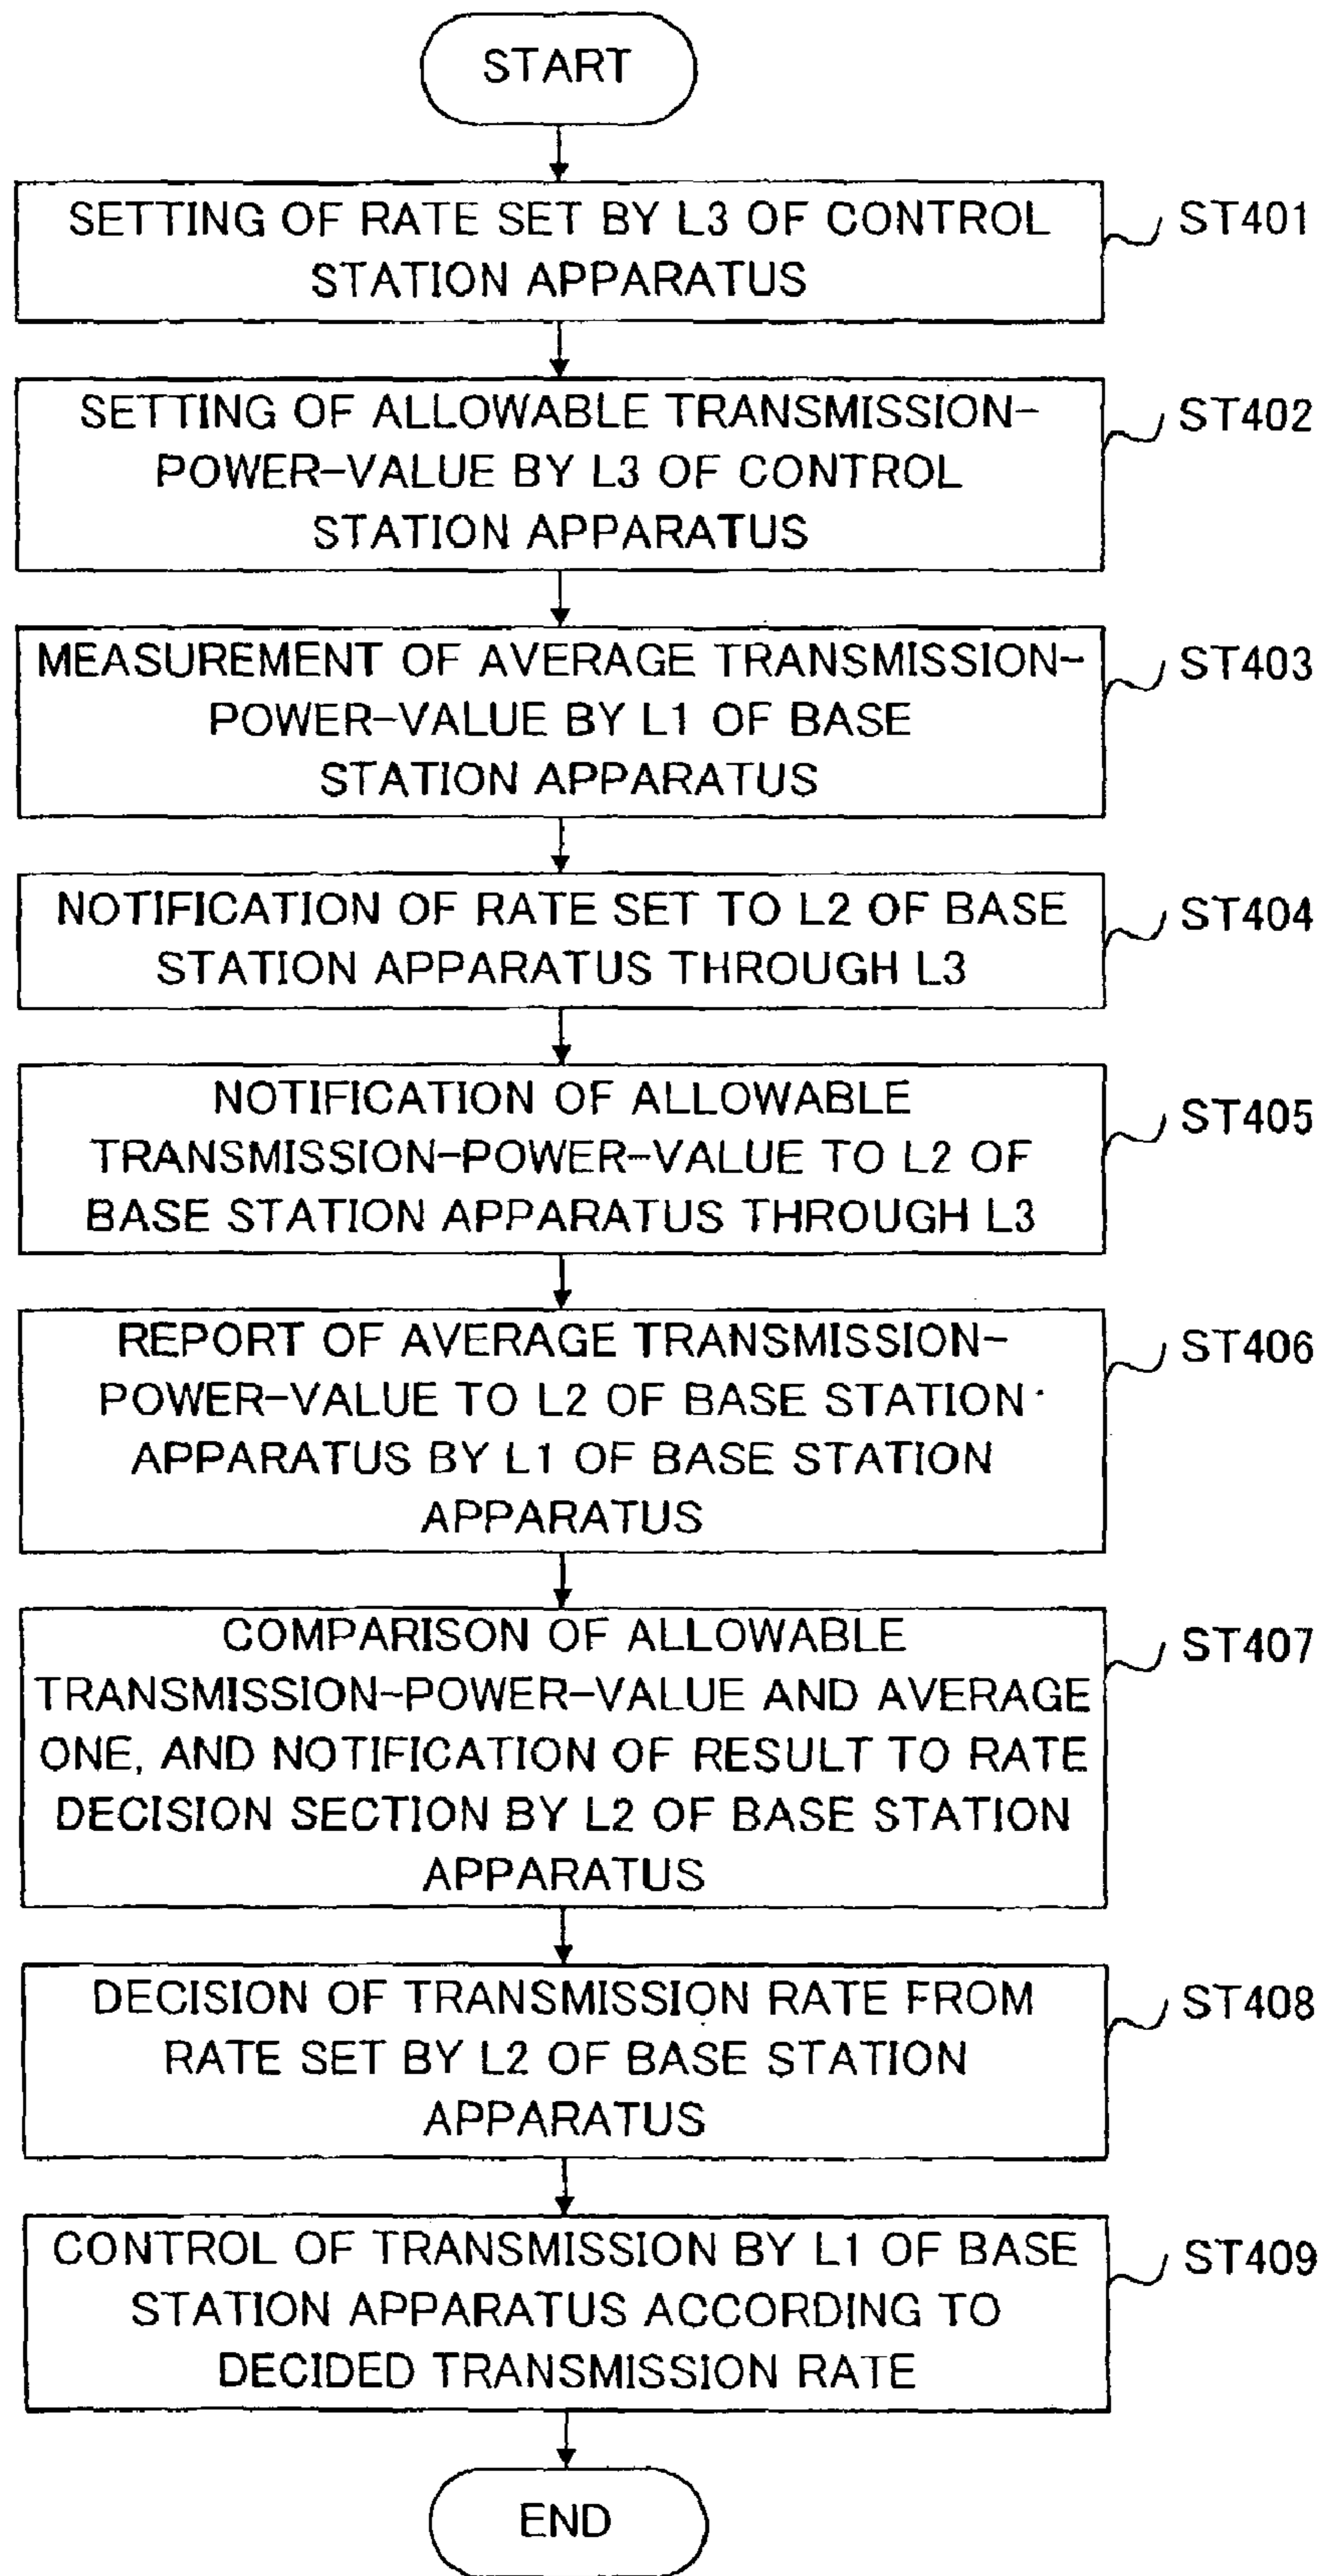 START
SETTING OF RATE SET BY L3 OF CONTROL
STATION APPARATUS
ST401
SETTING OF ALLOWABLE TRANSMISSION-
POWER-VALUE BY L3 OF CONTROL
STATION APPARATUS
ST402
MEASUREMENT OF AVERAGE TRANSMISSION-
POWER-VALUE BY L1 OF BASE
STATION APPARATUS
ST403
NOTIFICATION OF RATE SET TO L2 OF BASE
STATION APPARATUS THROUGH L3
ST404
NOTIFICATION OF ALLOWABLE
TRANSMISSION-POWER-VALUE TO L2 OF
BASE STATION APPARATUS THROUGH L3
ST405
REPORT OF AVERAGE TRANSMISSION-
POWER-VALUE TO L2 OF BASE STATION
APPARATUS BY L1 OF BASE STATION
APPARATUS
ST406
COMPARISON OF ALLOWABLE
TRANSMISSION-POWER-VALUE AND AVERAGE
ONE, AND NOTIFICATION OF RESULT TO RATE
DECISION SECTION BY L2 OF BASE STATION
APPARATUS
ST407
DECISION OF TRANSMISSION RATE FROM
RATE SET BY L2 OF BASE STATION
APPARATUS
ST408
CONTROL OF TRANSMISSION BY L1 OF BASE
STATION APPARATUS ACCORDING TO
DECIDED TRANSMISSION RATE
ST409
END